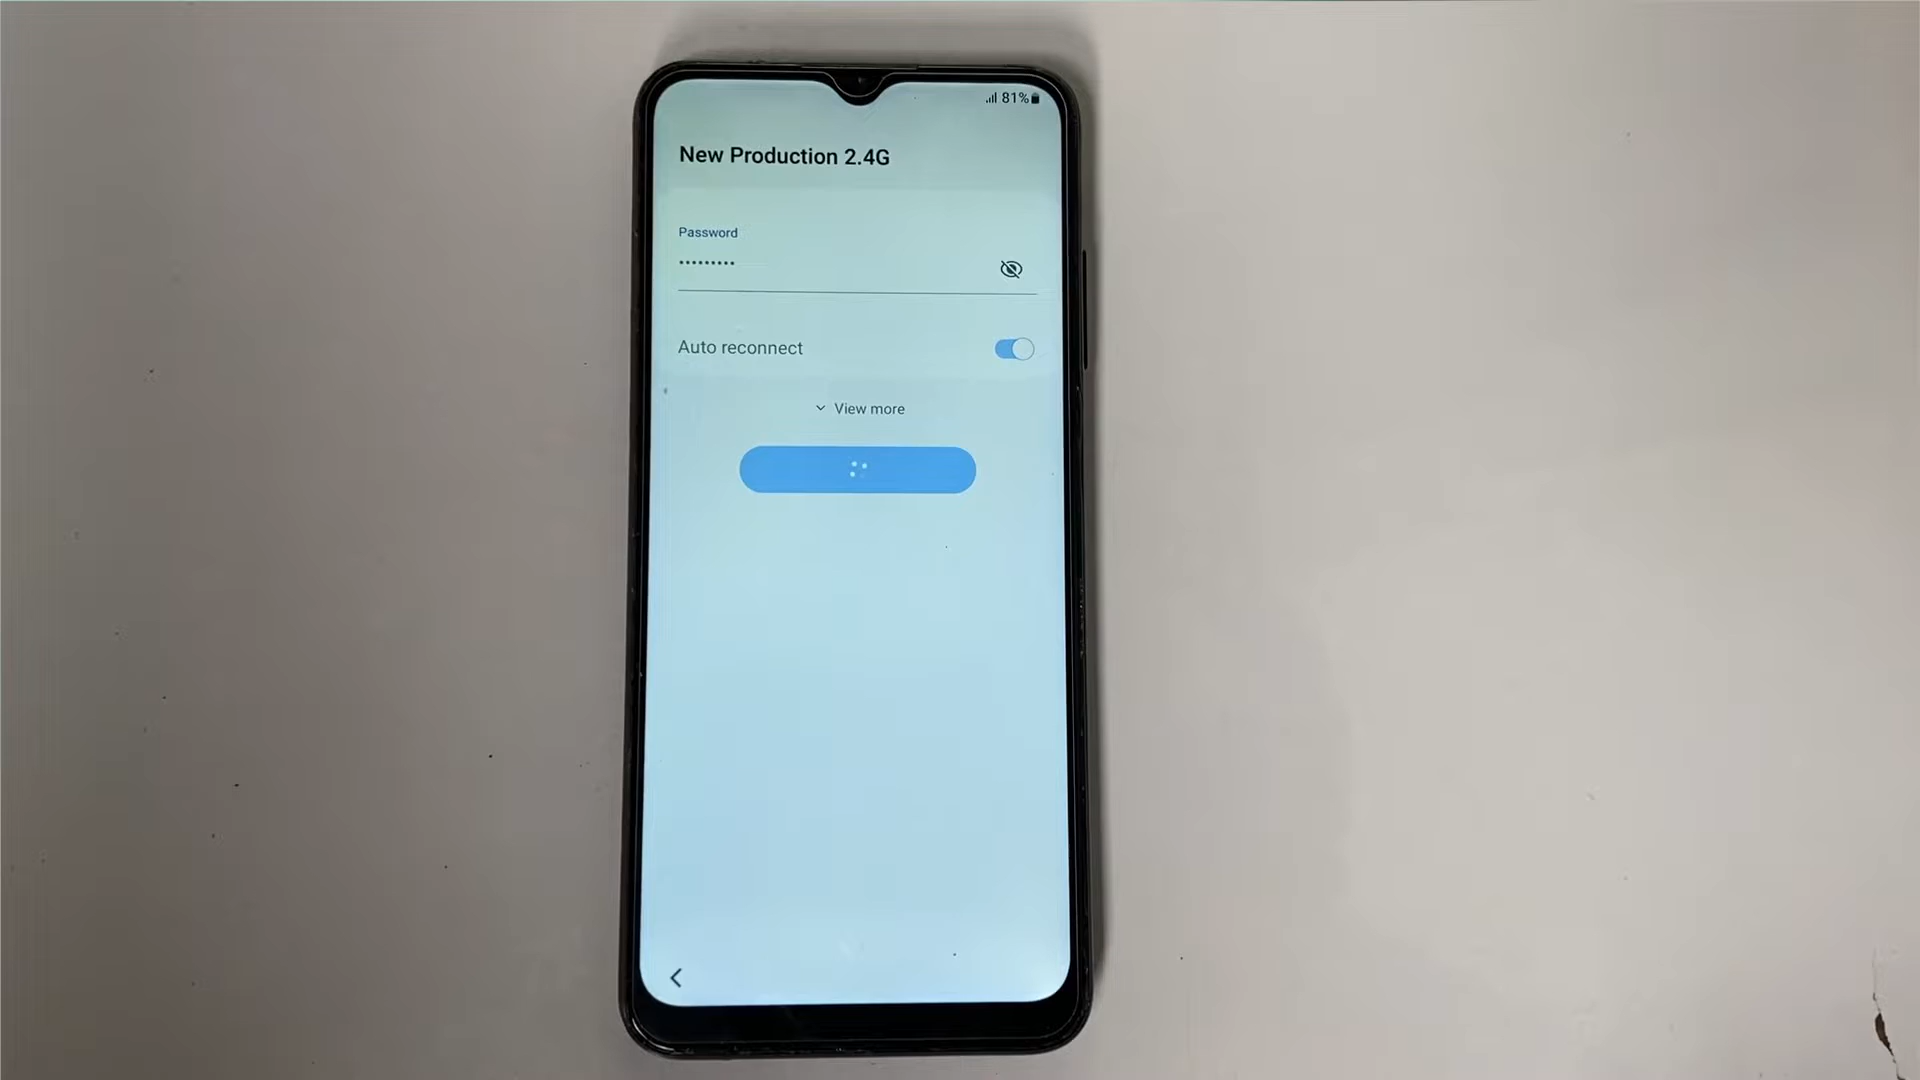 81%
New Production 2.4G
Password
•••••••••
Auto reconnect
View more